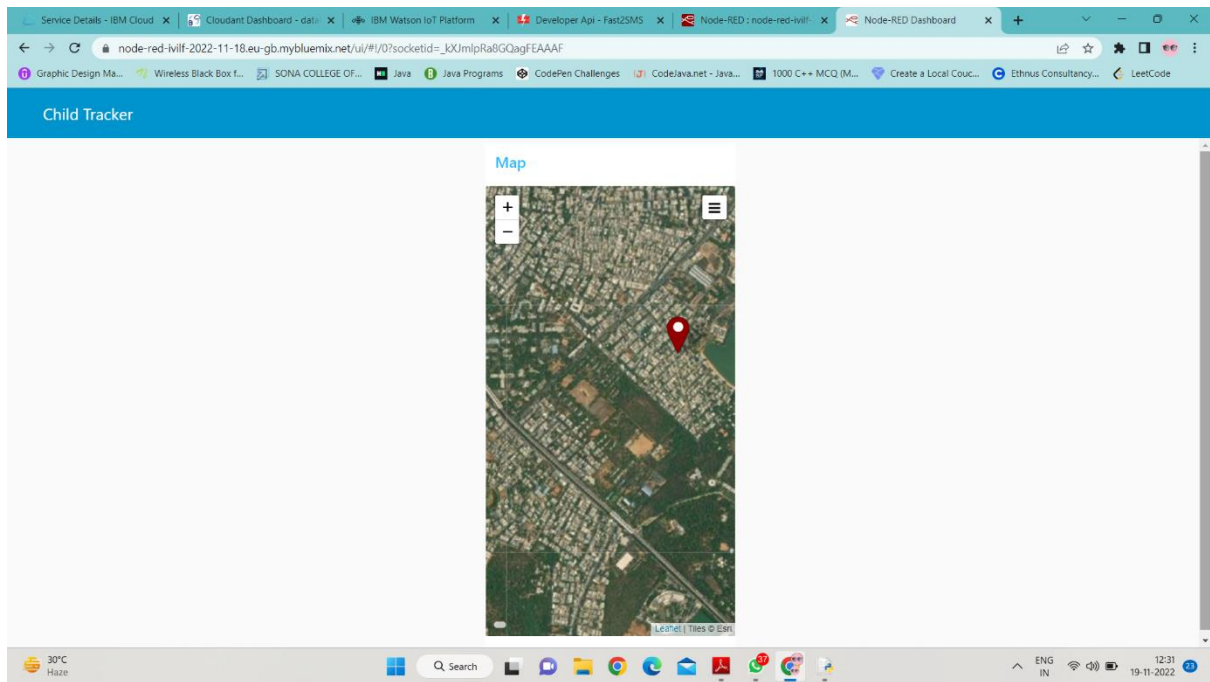 Service Details - IBM Cloud
Cloudant Dashboard - data
IBM Watson IoT Platform
Developer Api - Fast2SMS
Node-RED : node-red-ivilf-
Node-RED Dashboard
node-red-ivilf-2022-11-18.eu-gb.mybluemix.net/ui/#!/0?socketid=_kXJmlpRa8GQagFEAAAF
Graphic Design Ma...
Wireless Black Box f...
SONA COLLEGE OF...
Java
Java Programs
CodePen Challenges
CodeJava.net - Java...
1000 C++ MCQ (M...
Create a Local Couc...
Ethnus Consultancy...
LeetCode
Child Tracker
Map
+
−
Leaflet | Tiles © Esri
30°C
Haze
Search
37
ENG
IN
12:31
19-11-2022
23